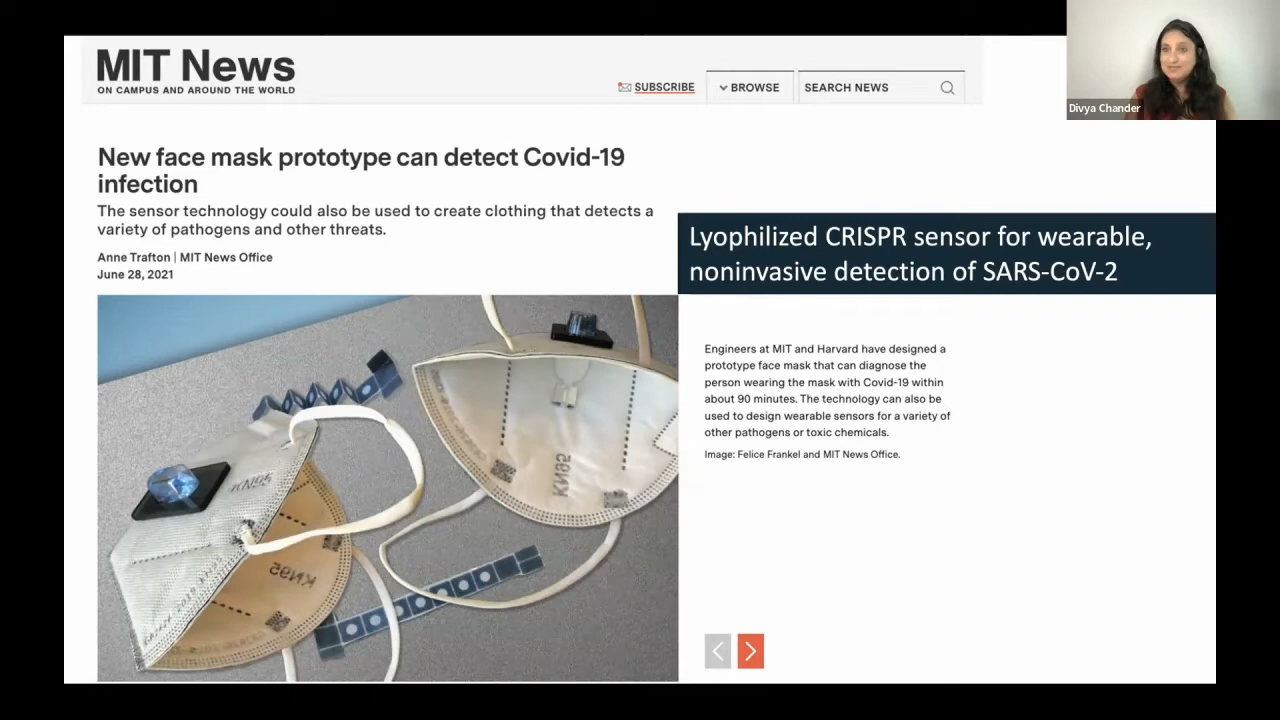 MIT News
ON CAMPUS AND AROUND THE WORLD
SUBSCRIBE
BROWSE
SEARCH NEWS
Divya Chander
New face mask prototype can detect Covid-19
infection
The sensor technology could also be used to create clothing that detects a
variety of pathogens and other threats.
Anne Trafton | MIT News Office
June 28, 2021
Lyophilized CRISPR sensor for wearable,
noninvasive detection of SARS-CoV-2
Engineers at MIT and Harvard have designed a
prototype face mask that can diagnose the
person wearing the mask with Covid-19 within
about 90 minutes. The technology can also be
used to design wearable sensors for a variety of
other pathogens or toxic chemicals.
Image: Felice Frankel and MIT News Office.
KN95
KN95
KN95